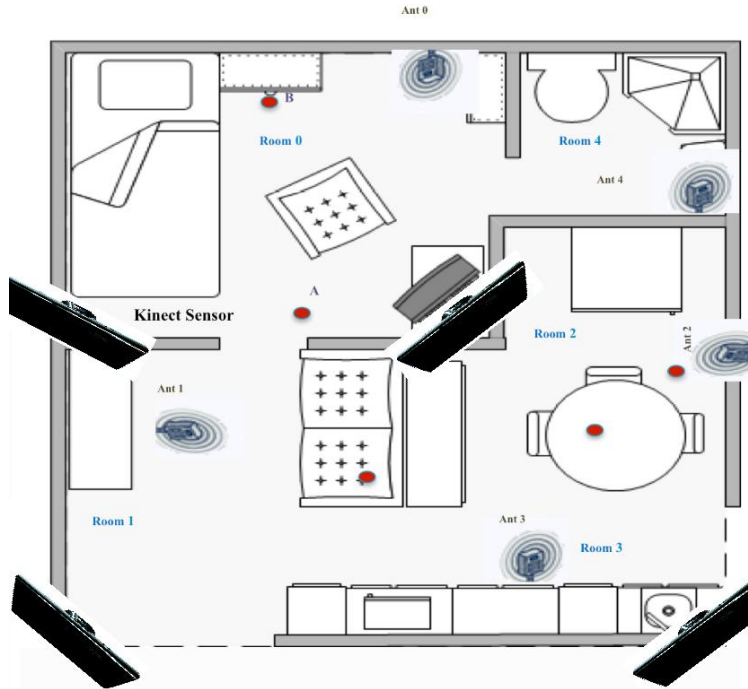 Ant 0
B
Room 0
Room 4
Ant 4
A
Kinect Sensor
Room 2
Ant 2
Ant 1
Room 1
Ant 3
Room 3